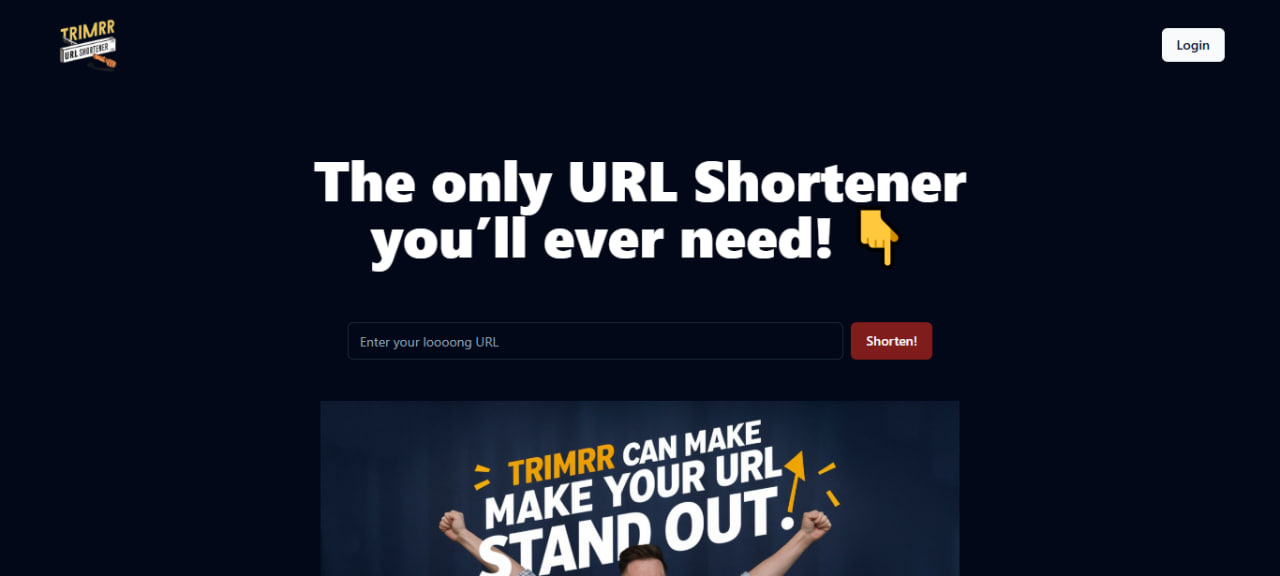 TRIMRR
URL SHORTENER
Login
The only URL Shortener
you’ll ever need! 👇
Enter your loooong URL
Shorten!
TRIMRR CAN MAKE
MAKE YOUR URL
STAND OUT.